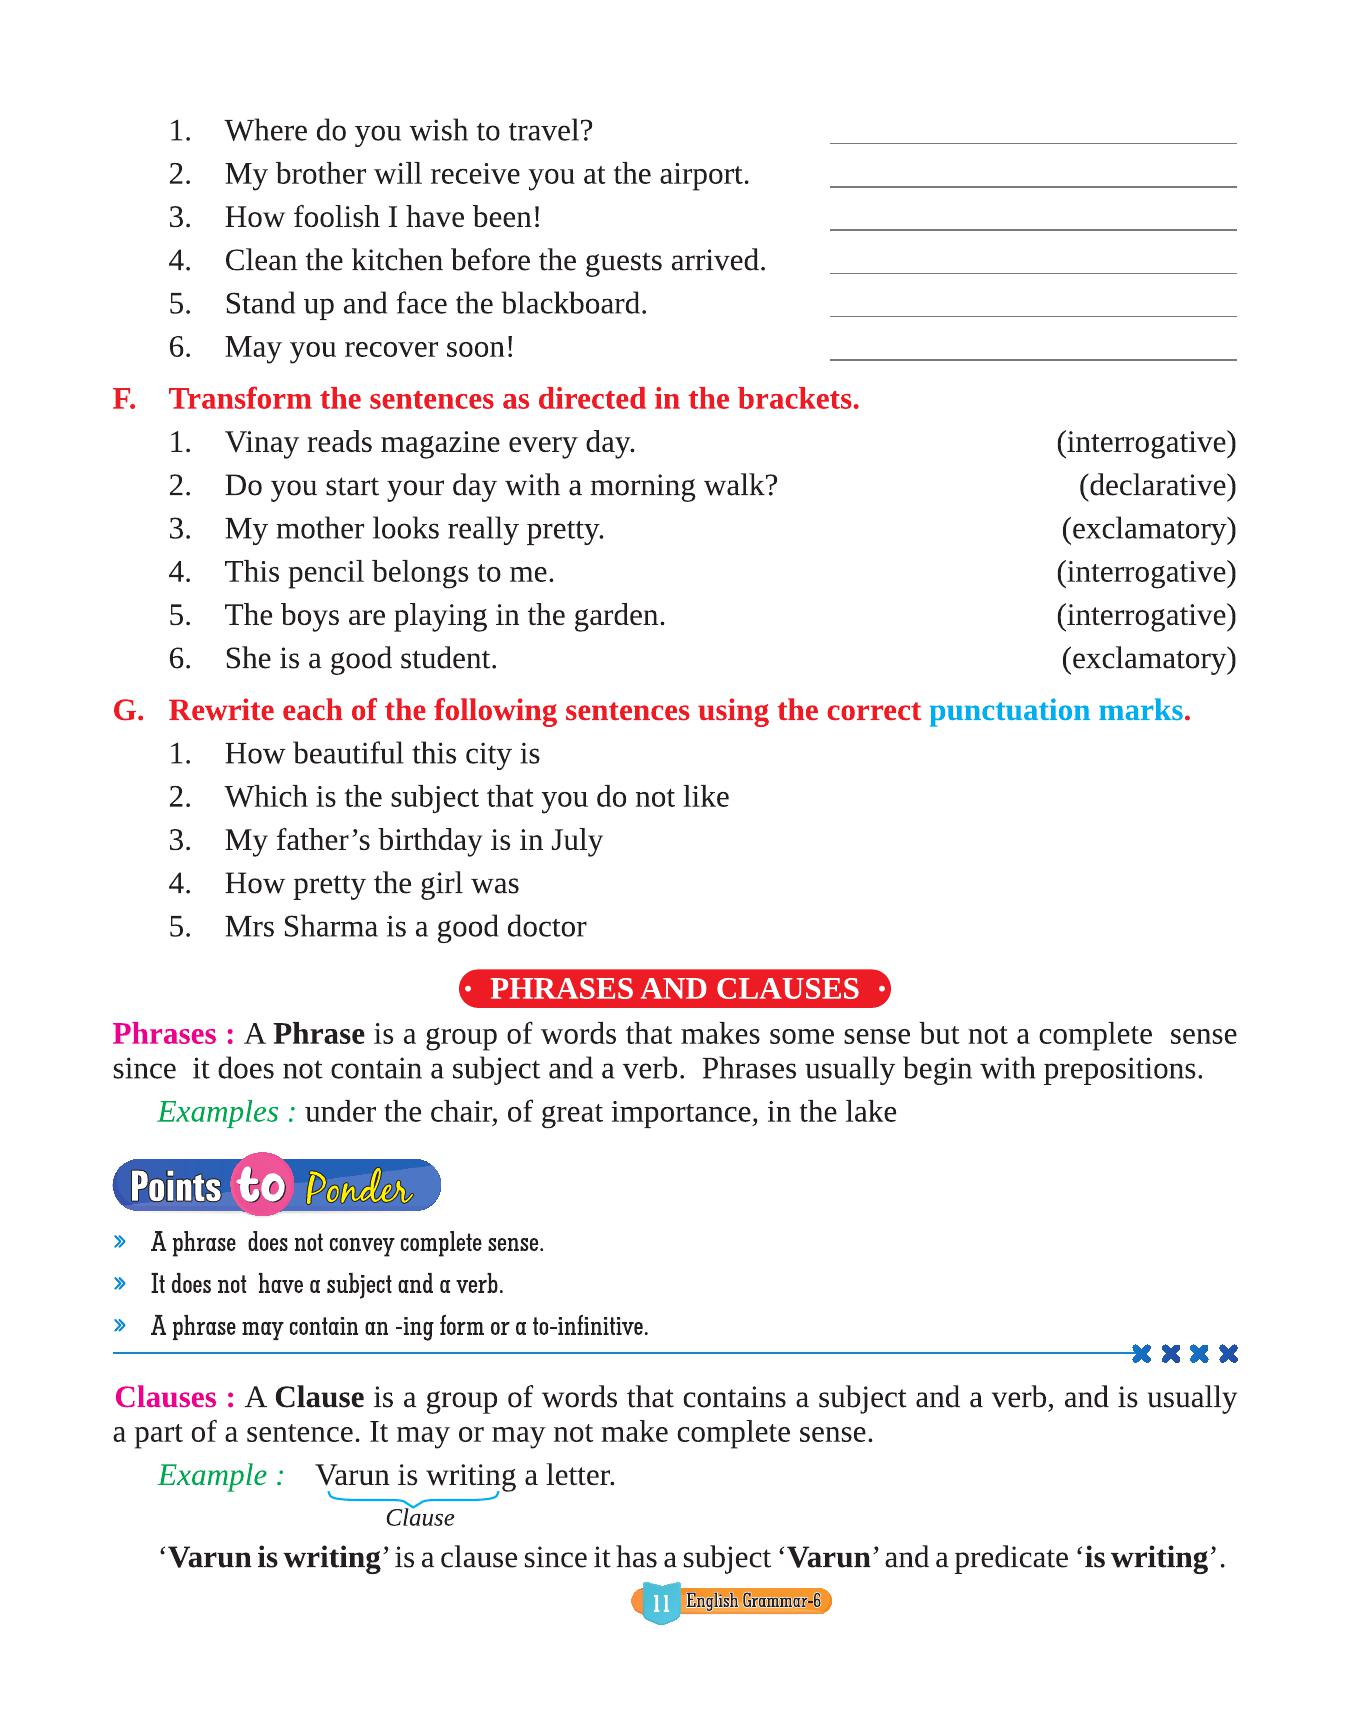 1. Where do you wish to travel?
2. My brother will receive you at the airport.
3. How foolish I have been!
4. Clean the kitchen before the guests arrived.
5. Stand up and face the blackboard.
6. May you recover soon!
F. Transform the sentences as directed in the brackets.
1. Vinay reads magazine every day. (interrogative)
2. Do you start your day with a morning walk? (declarative)
3. My mother looks really pretty. (exclamatory)
4. This pencil belongs to me. (interrogative)
5. The boys are playing in the garden. (interrogative)
6. She is a good student. (exclamatory)
G. Rewrite each of the following sentences using the correct punctuation marks.
1. How beautiful this city is
2. Which is the subject that you do not like
3. My father’s birthday is in July
4. How pretty the girl was
5. Mrs Sharma is a good doctor
• PHRASES AND CLAUSES •
Phrases : A Phrase is a group of words that makes some sense but not a complete sense
since it does not contain a subject and a verb. Phrases usually begin with prepositions.
Examples : under the chair, of great importance, in the lake
Points to Ponder
» A phrase does not convey complete sense.
» It does not have a subject and a verb.
» A phrase may contain an -ing form or a to-infinitive.
Clauses : A Clause is a group of words that contains a subject and a verb, and is usually
a part of a sentence. It may or may not make complete sense.
Example : Varun is writing a letter.
Clause
‘Varun is writing’ is a clause since it has a subject ‘Varun’ and a predicate ‘is writing’.
11 English Grammar-6